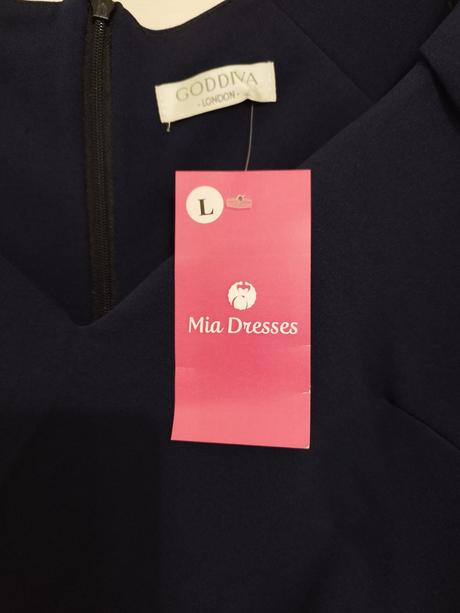 GODDIVA
- LONDON -
L
Mia Dresses